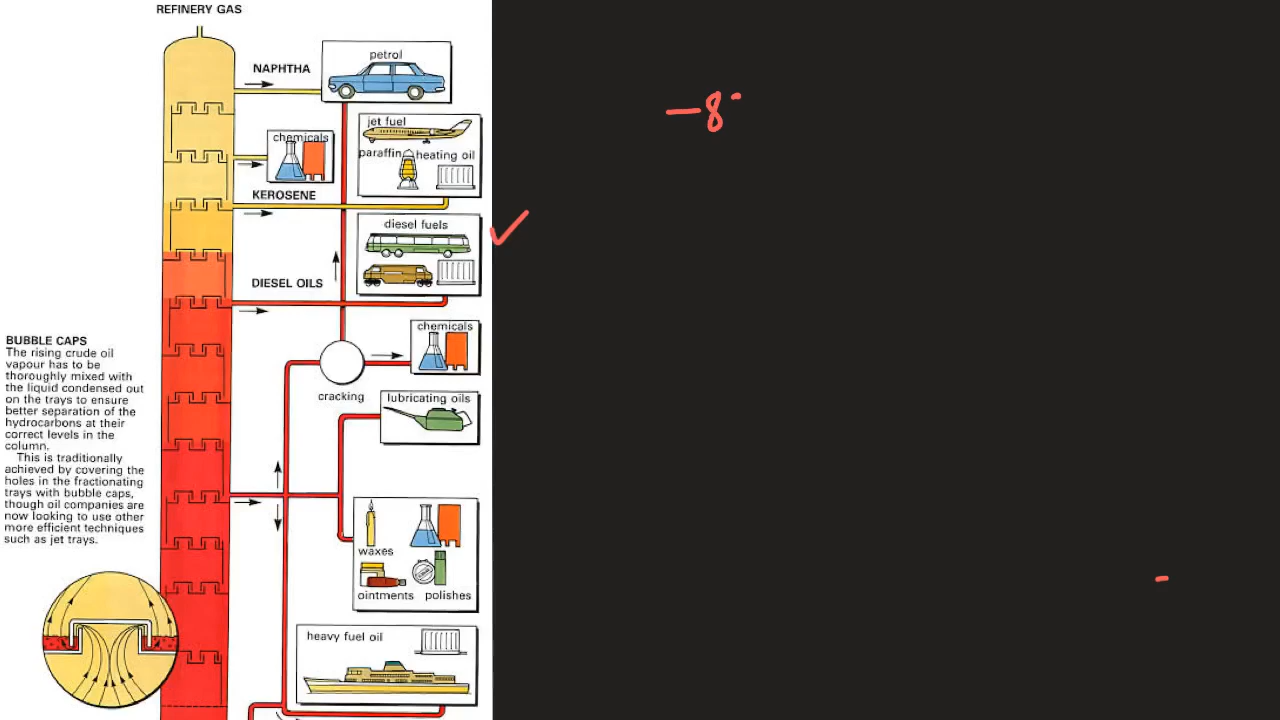 REFINERY GAS
petrol
NAPHTHA
jet fuel
chemicals
paraffin
heating oil
KEROSENE
diesel fuels
DIESEL OILS
chemicals
BUBBLE CAPS
The rising crude oil
vapour has to be
thoroughly mixed with
the liquid condensed out
on the trays to ensure
better separation of the
hydrocarbons at their
correct levels in the
column.
This is traditionally
achieved by covering the
holes in the fractionating
trays with bubble caps,
though oil companies are
now looking to use other
more efficient techniques
such as jet trays.
cracking
lubricating oils
waxes
ointments
polishes
heavy fuel oil
-8